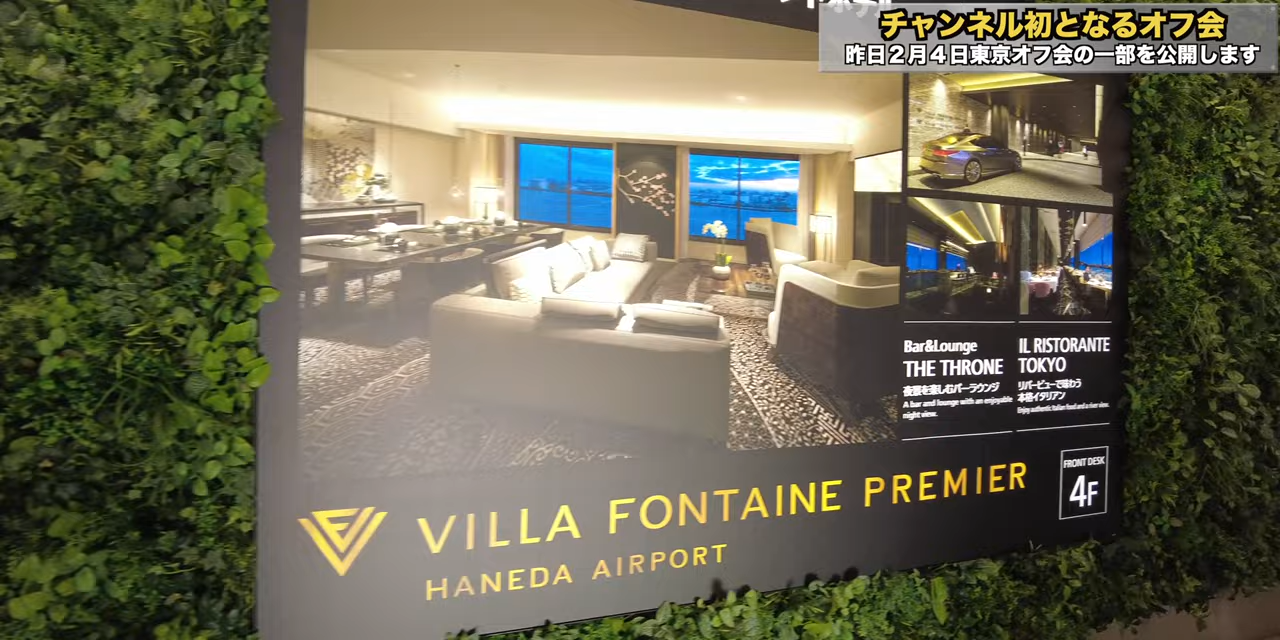 チャンネル初となるオフ会
昨日2月4日東京オフ会の一部を公開します
Bar&Lounge
THE THRONE
夜景を楽しむバーラウンジ
A bar and lounge with an enjoyable
night view.
IL RISTORANTE
TOKYO
リバービューで味わう
本格イタリアン
Enjoy authentic Italian food and a river view.
VILLA FONTAINE PREMIER
HANEDA AIRPORT
FRONT DESK
4F